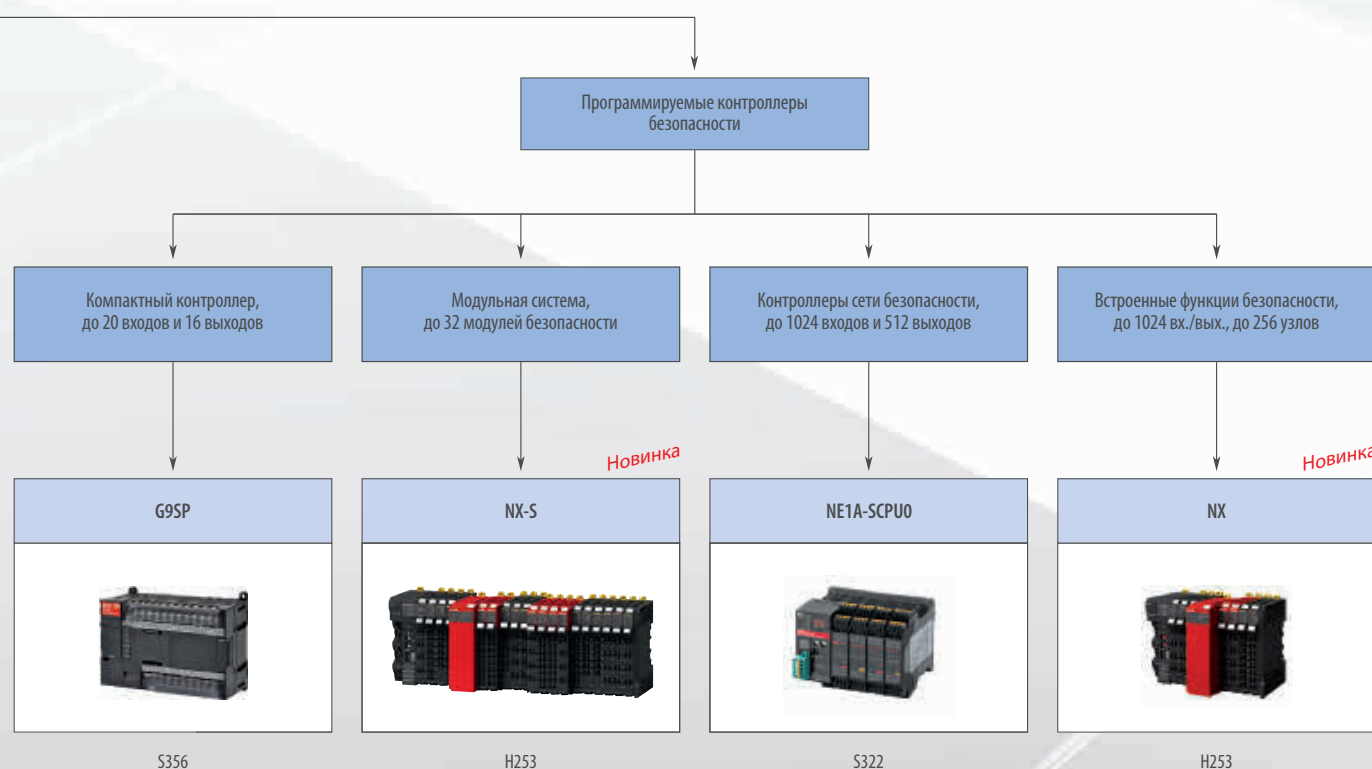 Программируемые контроллеры
безопасности
Компактный контроллер,
до 20 входов и 16 выходов
Модульная система,
до 32 модулей безопасности
Контроллеры сети безопасности,
до 1024 входов и 512 выходов
Встроенные функции безопасности,
до 1024 вх./вых., до 256 узлов
Новинка
Новинка
G9SP
NX-S
NE1A-SCPU0
NX
S356
H253
S322
H253